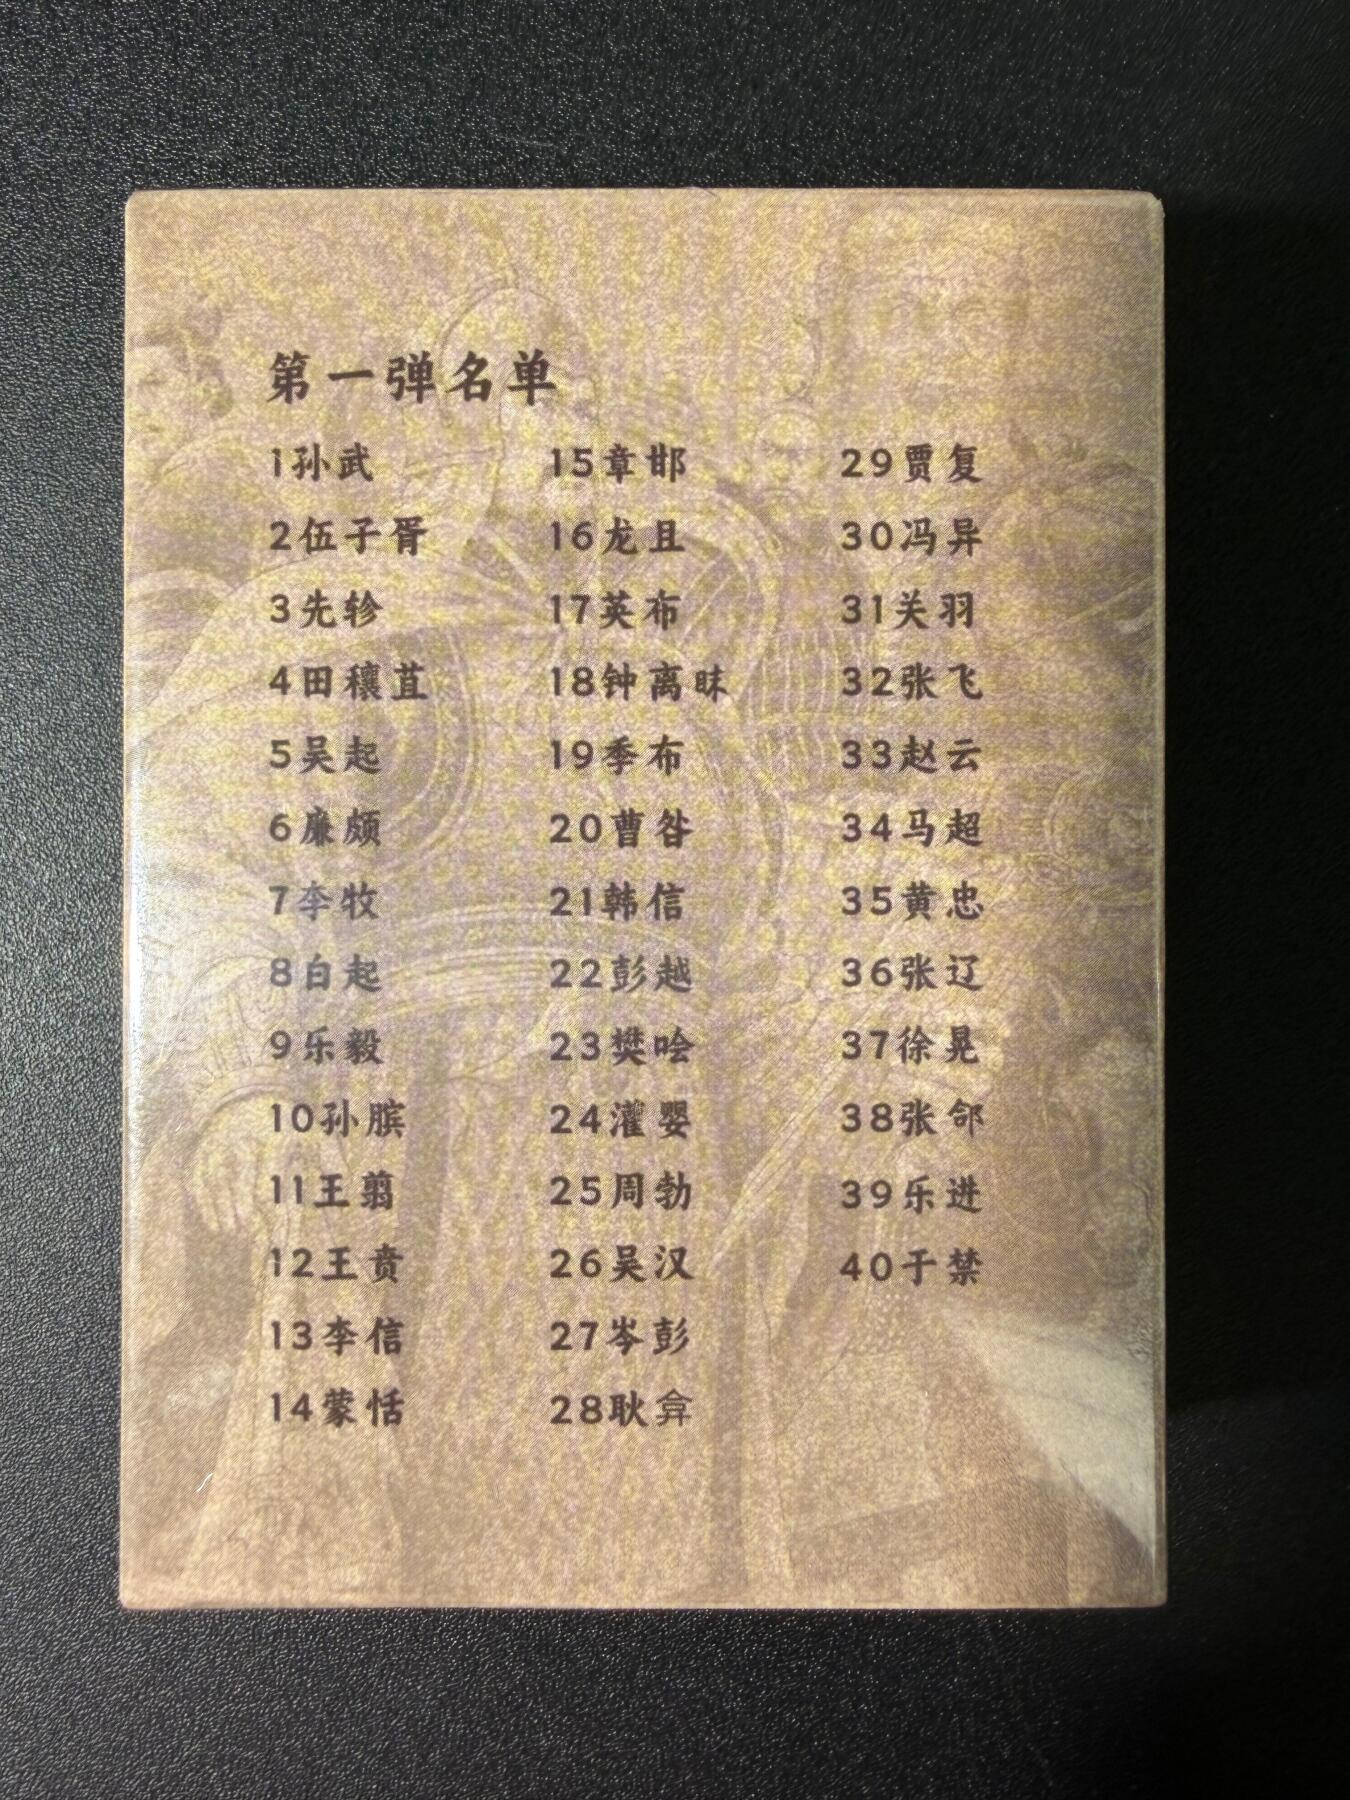 第一弹名单
1孙武
2伍子胥
3先轸
4田穰苴
5吴起
6廉颇
7李牧
8白起
9乐毅
10孙膑
11王翦
12王贲
13李信
14蒙恬
15章邯
16龙且
17英布
18钟离昧
19季布
20曹咎
21韩信
22彭越
23樊哙
24灌婴
25周勃
26吴汉
27岑彭
28耿弇
29贾复
30冯异
31关羽
32张飞
33赵云
34马超
35黄忠
36张辽
37徐晃
38张郃
39乐进
40于禁